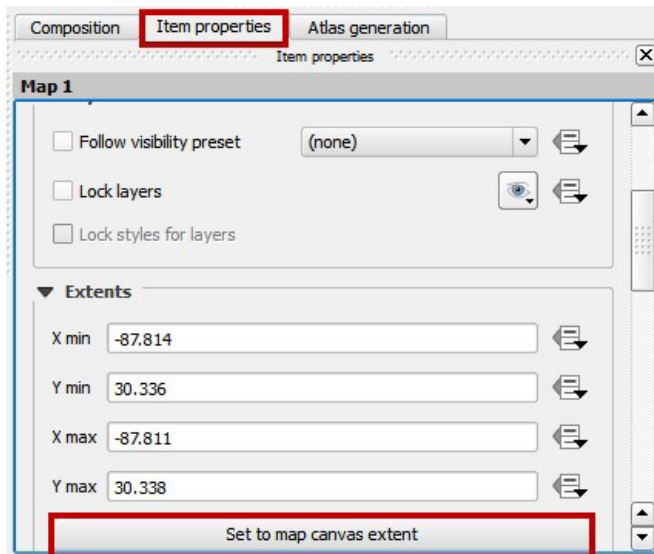 Composition Item properties Atlas generation
Item properties
Map 1
Follow visibility preset (none)
Lock layers
Lock styles for layers
Extents
X min -87.814
Y min 30.336
X max -87.811
Y max 30.338
Set to map canvas extent